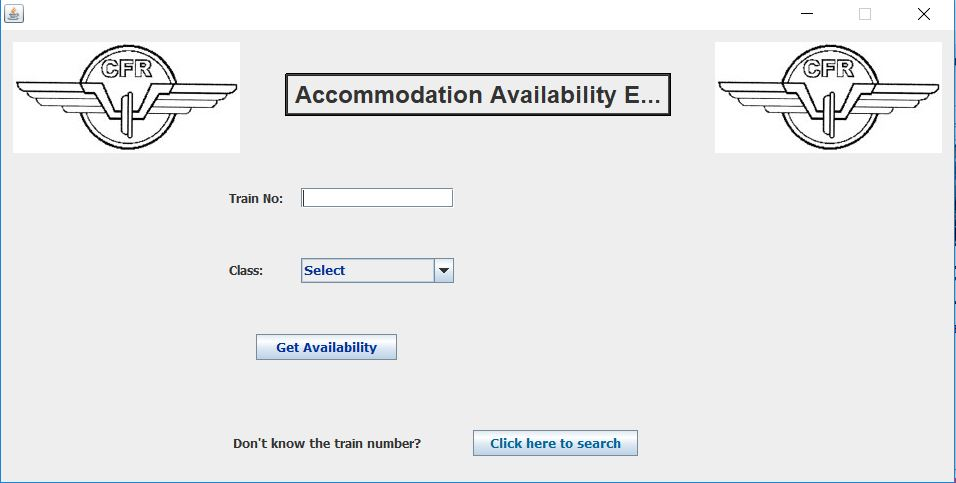 CFR
Accommodation Availability E...
CFR
Train No:
Class: Select
Get Availability
Don't know the train number? Click here to search